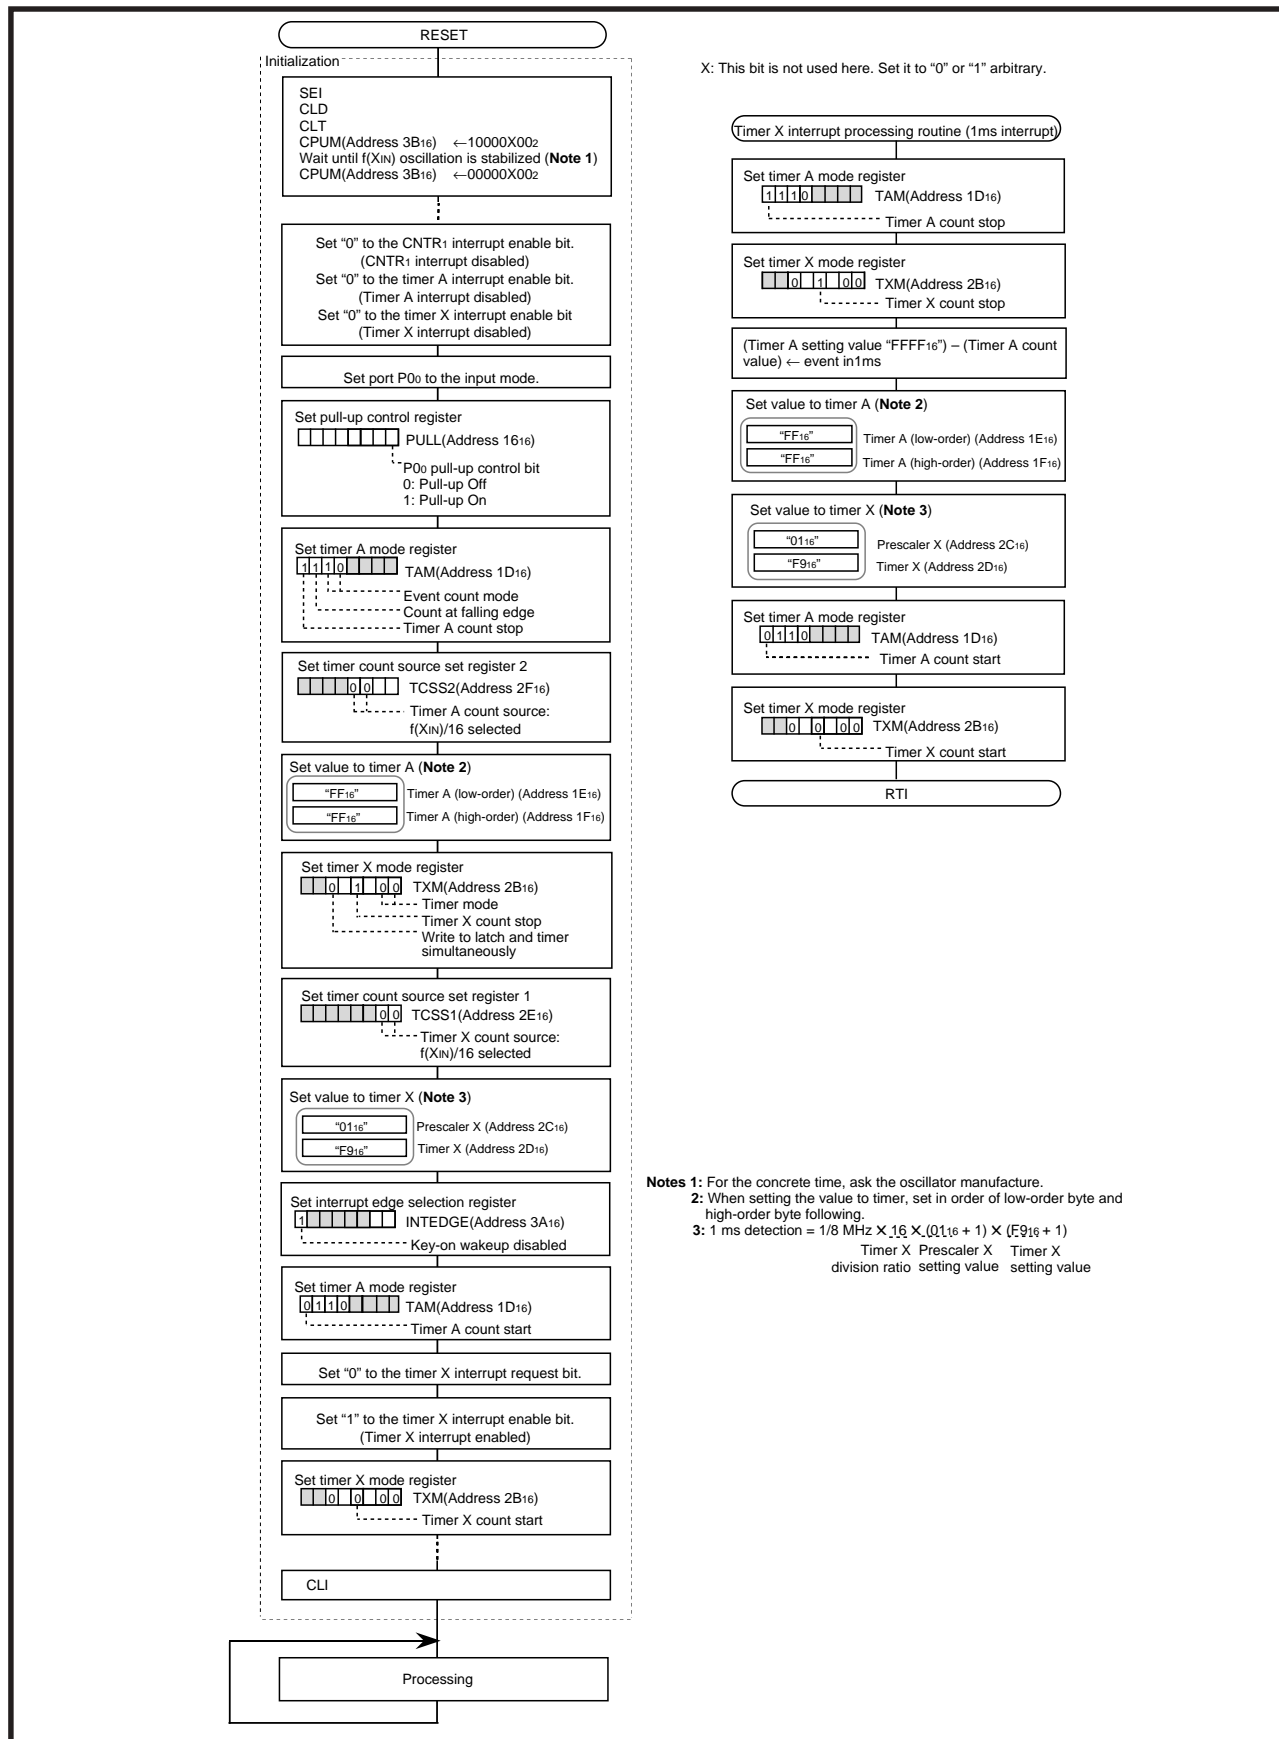 RESET
Initialization
SEI
CLD
CLT
CPUM(Address 3B16) ←10000X002
Wait until f(XIN) oscillation is stabilized (Note 1)
CPUM(Address 3B16) ←00000X002
Set “0” to the CNTR1 interrupt enable bit.
(CNTR1 interrupt disabled)
Set “0” to the timer A interrupt enable bit.
(Timer A interrupt disabled)
Set “0” to the timer X interrupt enable bit
(Timer X interrupt disabled)
Set port P00 to the input mode.
Set pull-up control register
PULL(Address 1616)
P00 pull-up control bit
0: Pull-up Off
1: Pull-up On
Set timer A mode register
1 1 1 0 TAM(Address 1D16)
Event count mode
Count at falling edge
Timer A count stop
Set timer count source set register 2
0 0 TCSS2(Address 2F16)
Timer A count source:
f(XIN)/16 selected
Set value to timer A (Note 2)
“FF16” Timer A (low-order) (Address 1E16)
“FF16” Timer A (high-order) (Address 1F16)
Set timer X mode register
0 1 0 0 TXM(Address 2B16)
Timer mode
Timer X count stop
Write to latch and timer
simultaneously
Set timer count source set register 1
0 0 TCSS1(Address 2E16)
Timer X count source:
f(XIN)/16 selected
Set value to timer X (Note 3)
“0116” Prescaler X (Address 2C16)
“F916” Timer X (Address 2D16)
Set interrupt edge selection register
1 INTEDGE(Address 3A16)
Key-on wakeup disabled
Set timer A mode register
0 1 1 0 TAM(Address 1D16)
Timer A count start
Set “0” to the timer X interrupt request bit.
Set “1” to the timer X interrupt enable bit.
(Timer X interrupt enabled)
Set timer X mode register
0 0 0 0 TXM(Address 2B16)
Timer X count start
CLI
Processing
X: This bit is not used here. Set it to “0” or “1” arbitrary.
Timer X interrupt processing routine (1ms interrupt)
Set timer A mode register
1 1 1 0 TAM(Address 1D16)
Timer A count stop
Set timer X mode register
0 1 0 0 TXM(Address 2B16)
Timer X count stop
(Timer A setting value “FFFF16”) – (Timer A count
value) ← event in1ms
Set value to timer A (Note 2)
“FF16” Timer A (low-order) (Address 1E16)
“FF16” Timer A (high-order) (Address 1F16)
Set value to timer X (Note 3)
“0116” Prescaler X (Address 2C16)
“F916” Timer X (Address 2D16)
Set timer A mode register
0 1 1 0 TAM(Address 1D16)
Timer A count start
Set timer X mode register
0 0 0 0 TXM(Address 2B16)
Timer X count start
RTI
Notes 1: For the concrete time, ask the oscillator manufacture.
2: When setting the value to timer, set in order of low-order byte and
high-order byte following.
3: 1 ms detection = 1/8 MHz X 16 X (0116 + 1) X (F916 + 1)
Timer X Prescaler X Timer X
division ratio setting value setting value